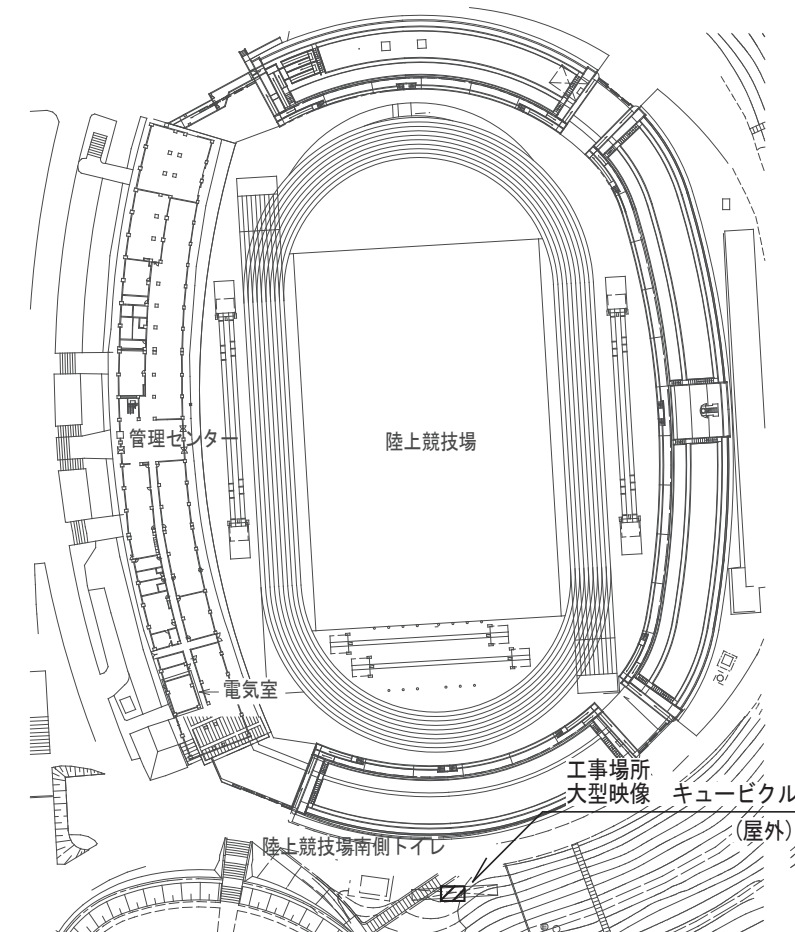 管理センター
陸上競技場
電気室
工事場所
大型映像　キュービクル
（屋外）
陸上競技場南側トイレ